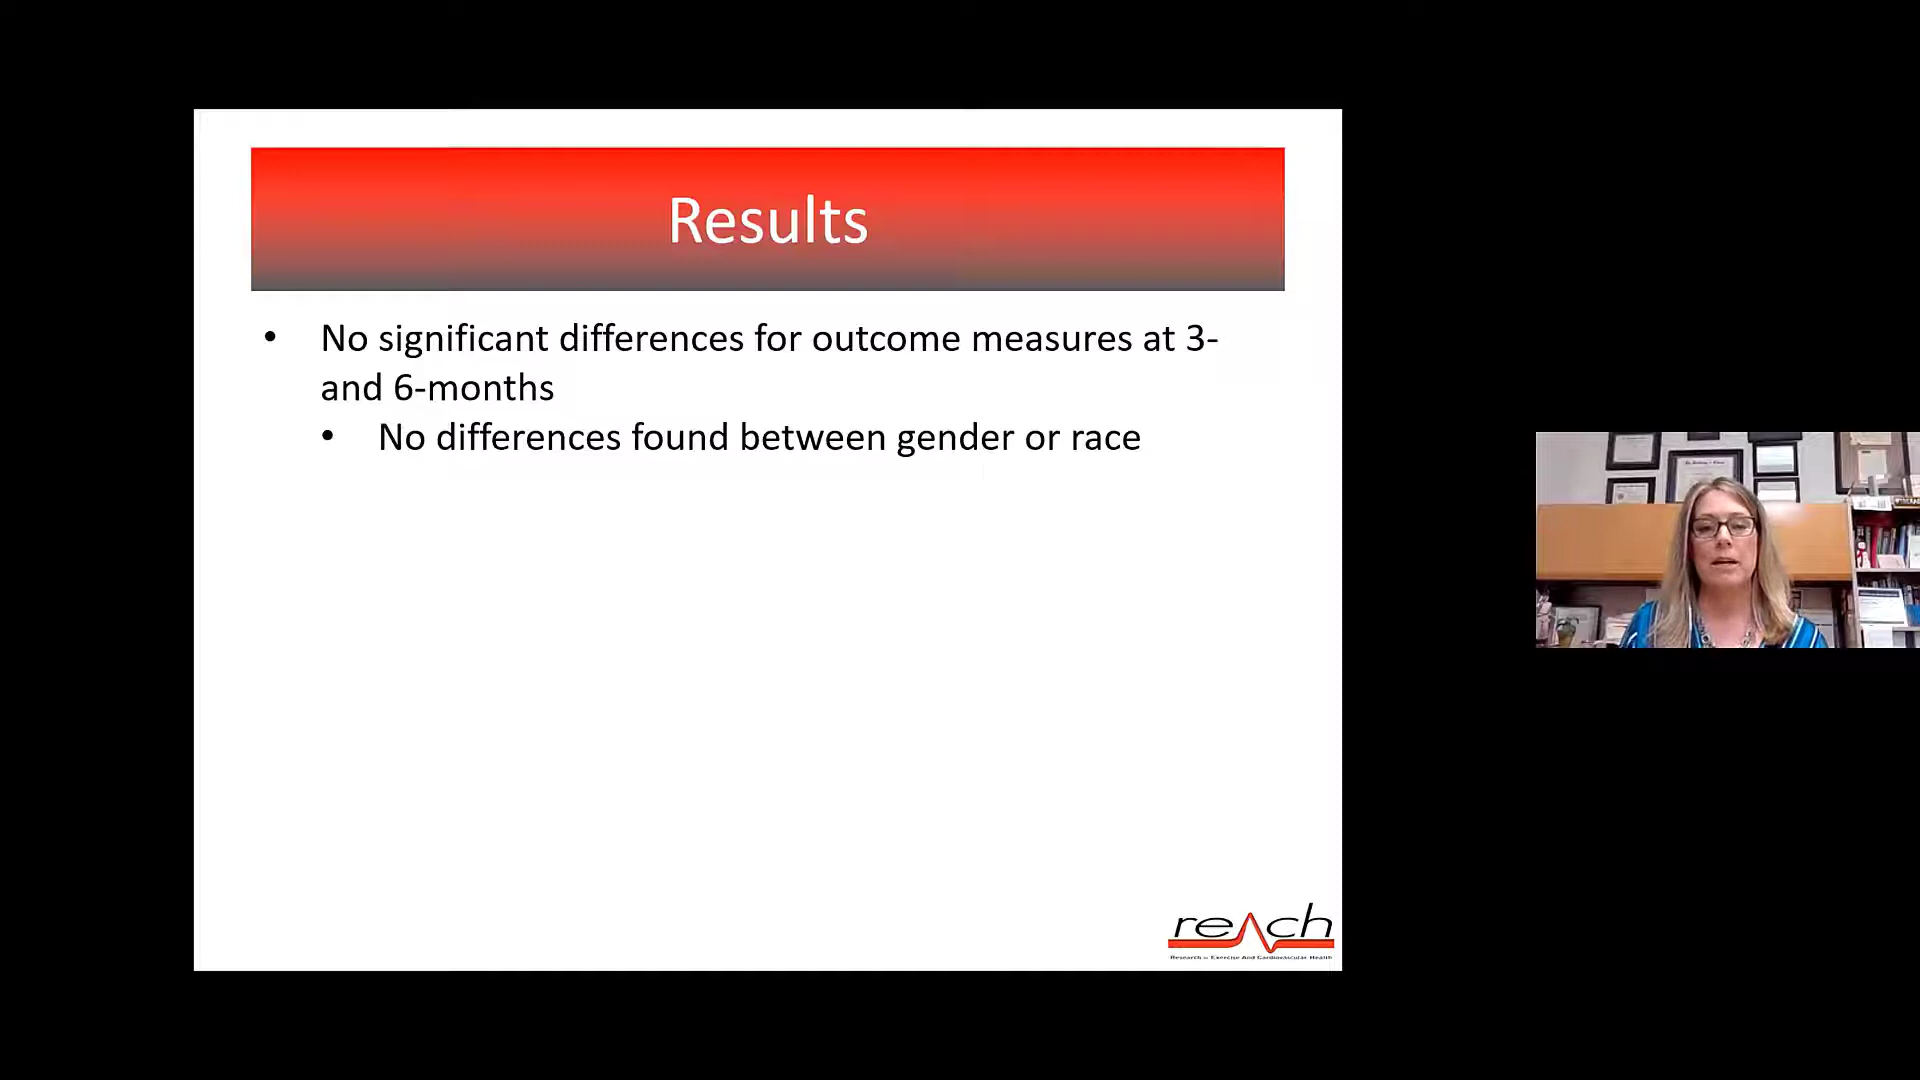 Results
• No significant differences for outcome measures at 3-
and 6-months
• No differences found between gender or race
reach
Research in Exercise And Cardiovascular Health